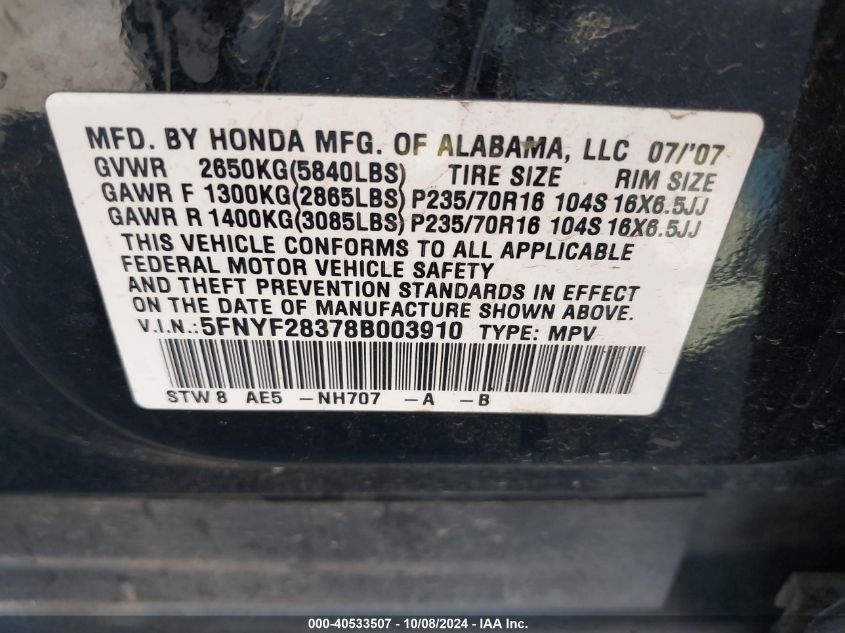 MFD. BY HONDA MFG. OF ALABAMA, LLC 07/'07
GVWR 2650KG(5840LBS) TIRE SIZE RIM SIZE
GAWR F 1300KG(2865LBS) P235/70R16 104S 16X6.5JJ
GAWR R 1400KG(3085LBS) P235/70R16 104S 16X6.5JJ
THIS VEHICLE CONFORMS TO ALL APPLICABLE
FEDERAL MOTOR VEHICLE SAFETY
AND THEFT PREVENTION STANDARDS IN EFFECT
ON THE DATE OF MANUFACTURE SHOWN ABOVE.
V.I.N.: 5FNYF28378B003910 TYPE: MPV
STW 8 AE5 -NH707 -A -B
000-40533507 - 10/08/2024 - IAA Inc.